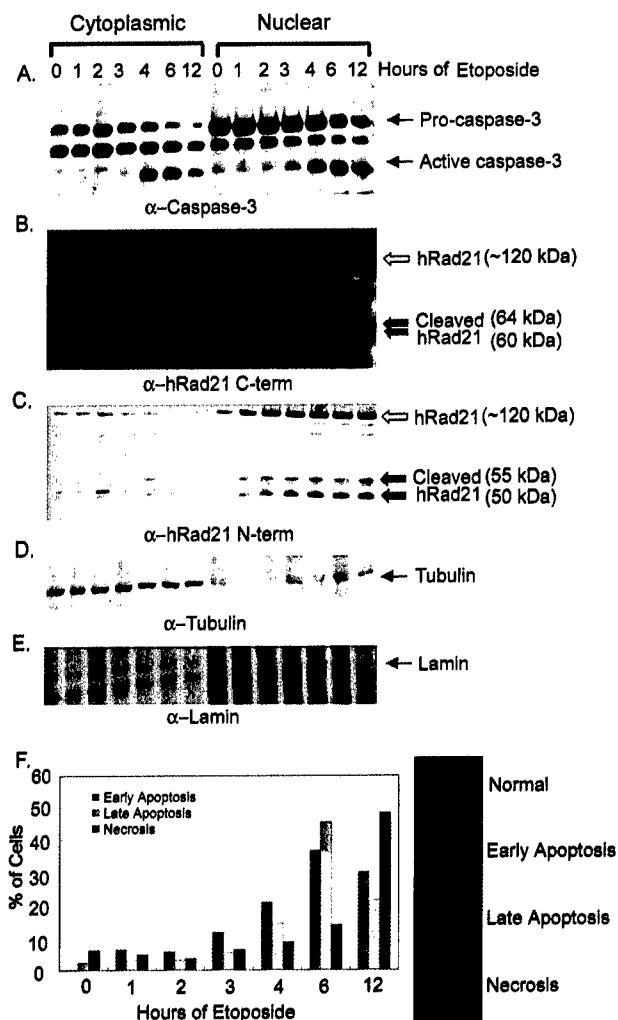 Cytoplasmic Nuclear
A. 0 1 2 3 4 6 12 0 1 2 3 4 6 12 Hours of Etoposide
Pro-caspase-3
Active caspase-3
α–Caspase-3
B.
hRad21 (~120 kDa)
Cleaved (64 kDa)
hRad21 (60 kDa)
α-hRad21 C-term
C.
hRad21 (~120 kDa)
Cleaved (55 kDa)
hRad21 (50 kDa)
α-hRad21 N-term
D.
Tubulin
α–Tubulin
E.
Lamin
α–Lamin
F.
60
50
40
30
20
10
0
% of Cells
Early Apoptosis
Late Apoptosis
Necrosis
0 1 2 3 4 6 12
Hours of Etoposide
Normal
Early Apoptosis
Late Apoptosis
Necrosis